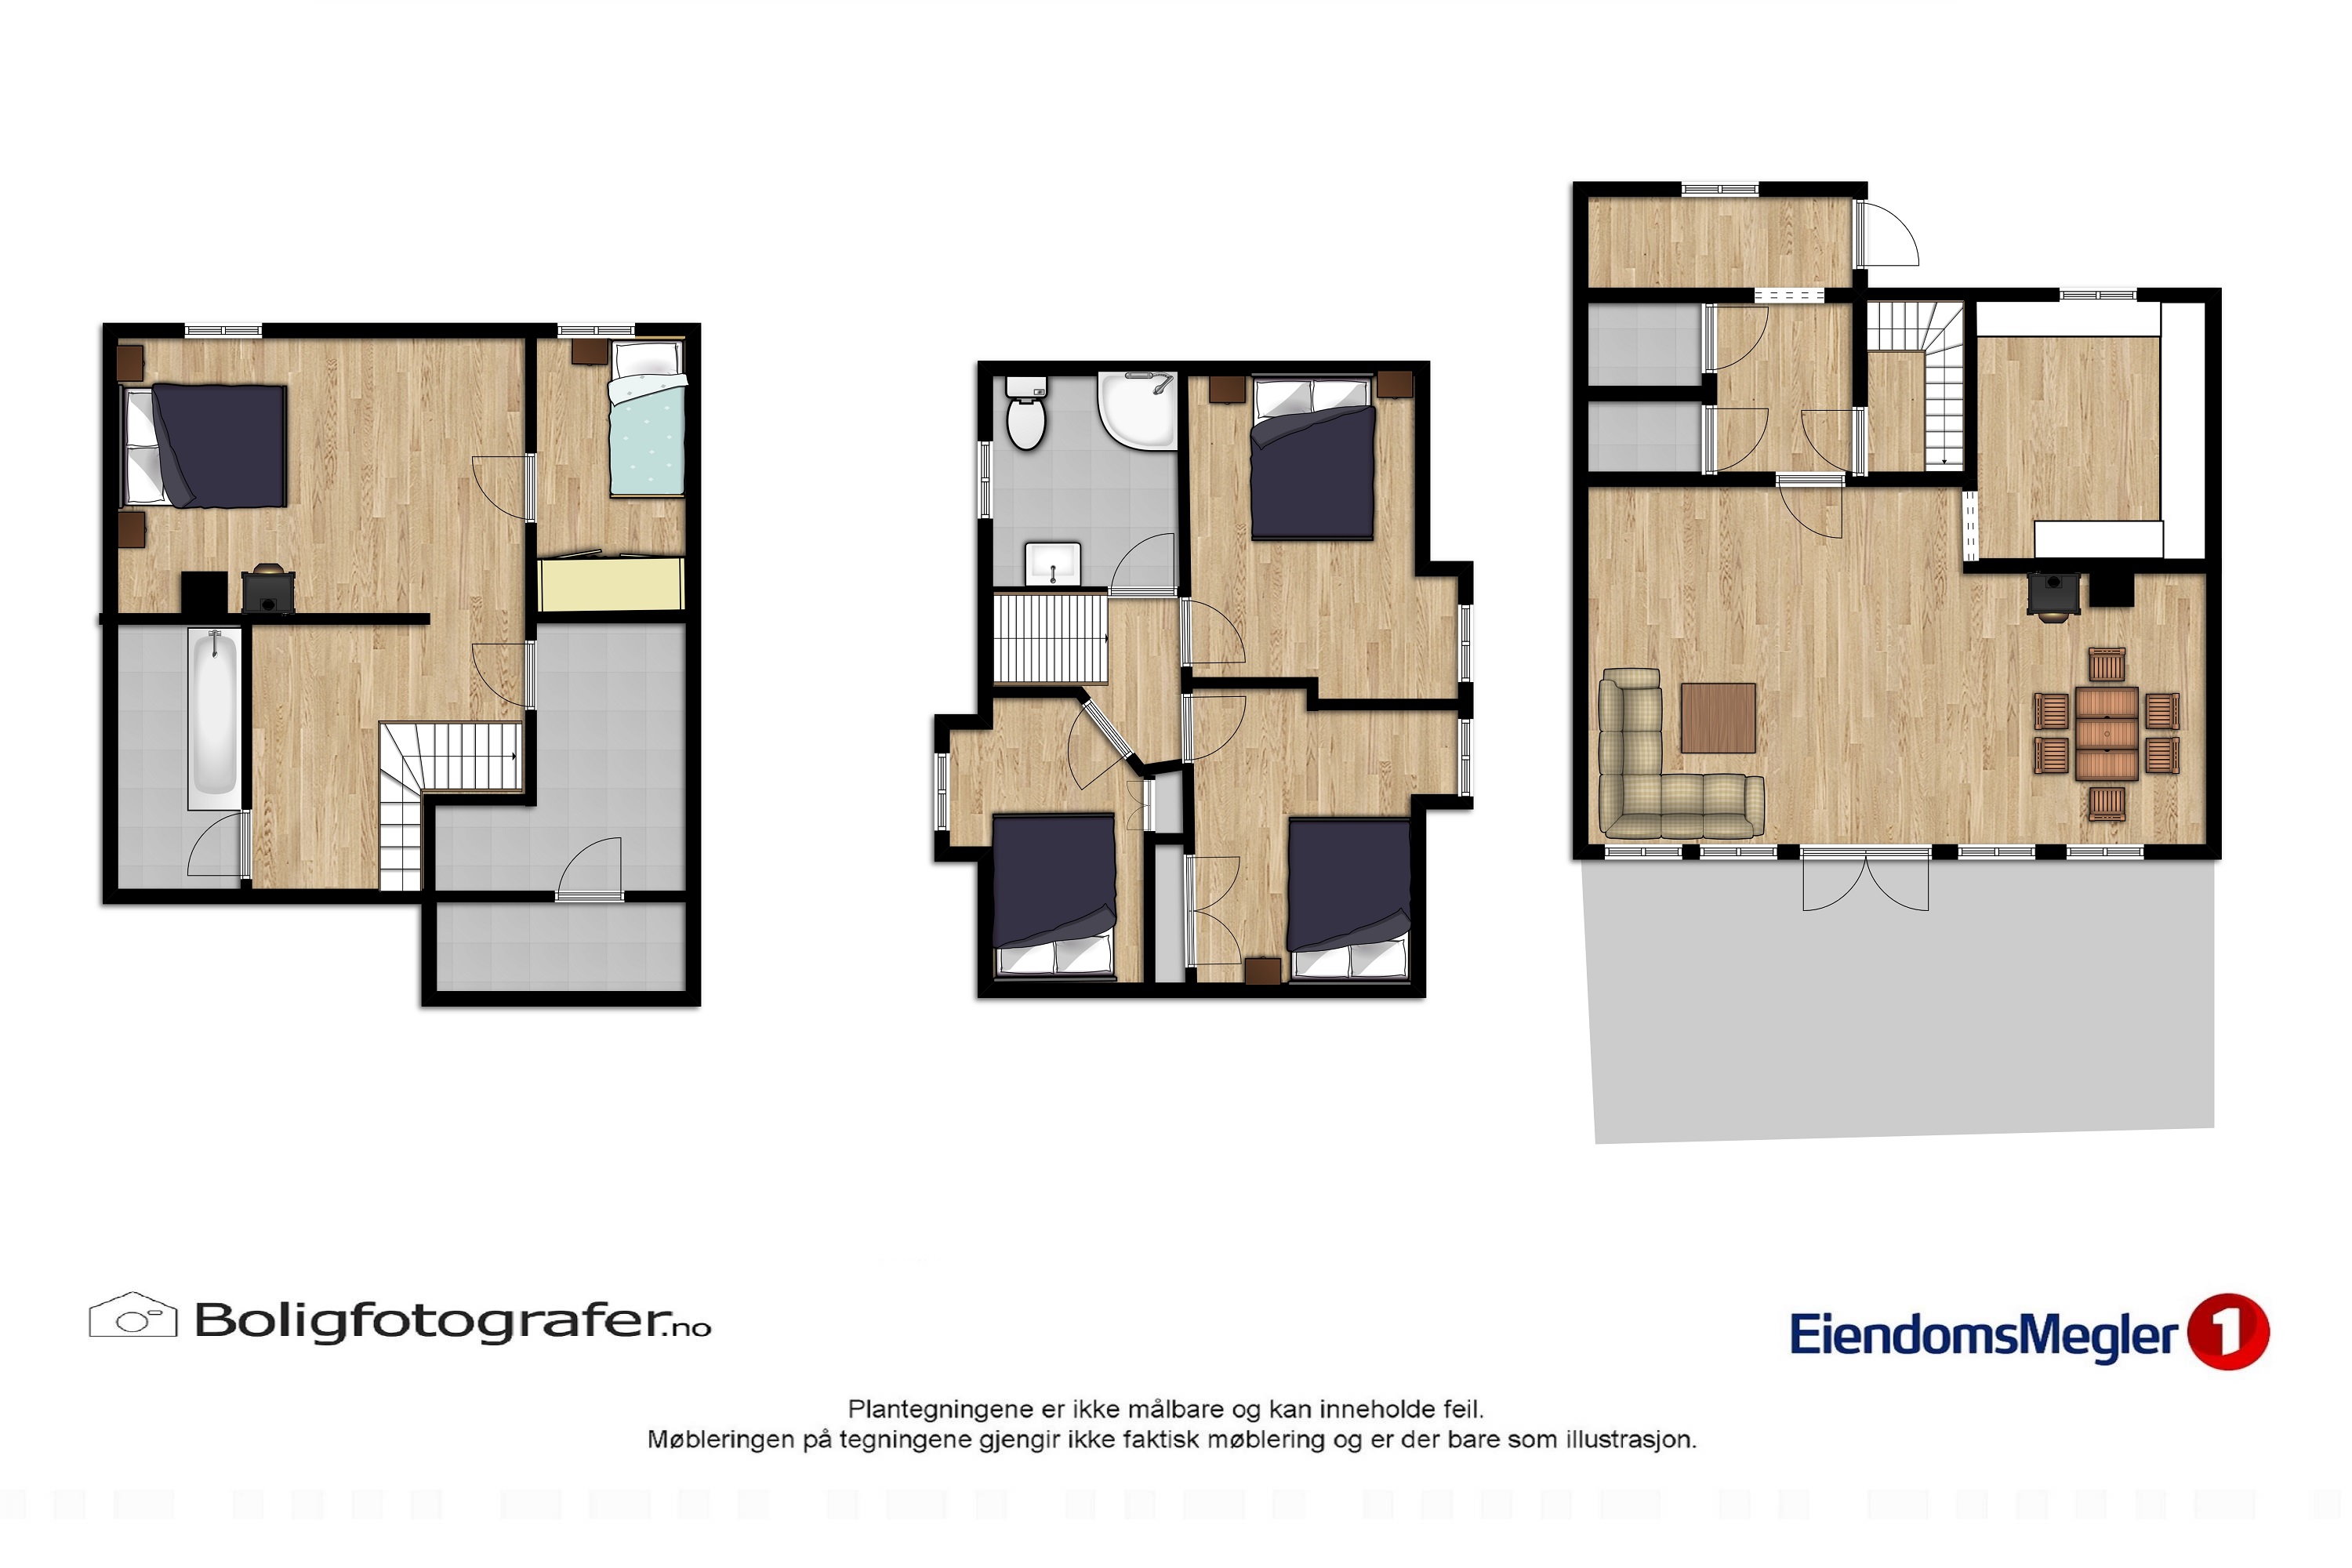 Boligfotografer.no
EiendomsMegler 1
Plantegningene er ikke målbare og kan inneholde feil.
Møbleringen på tegningene gjengir ikke faktisk møblering og er der bare som illustrasjon.